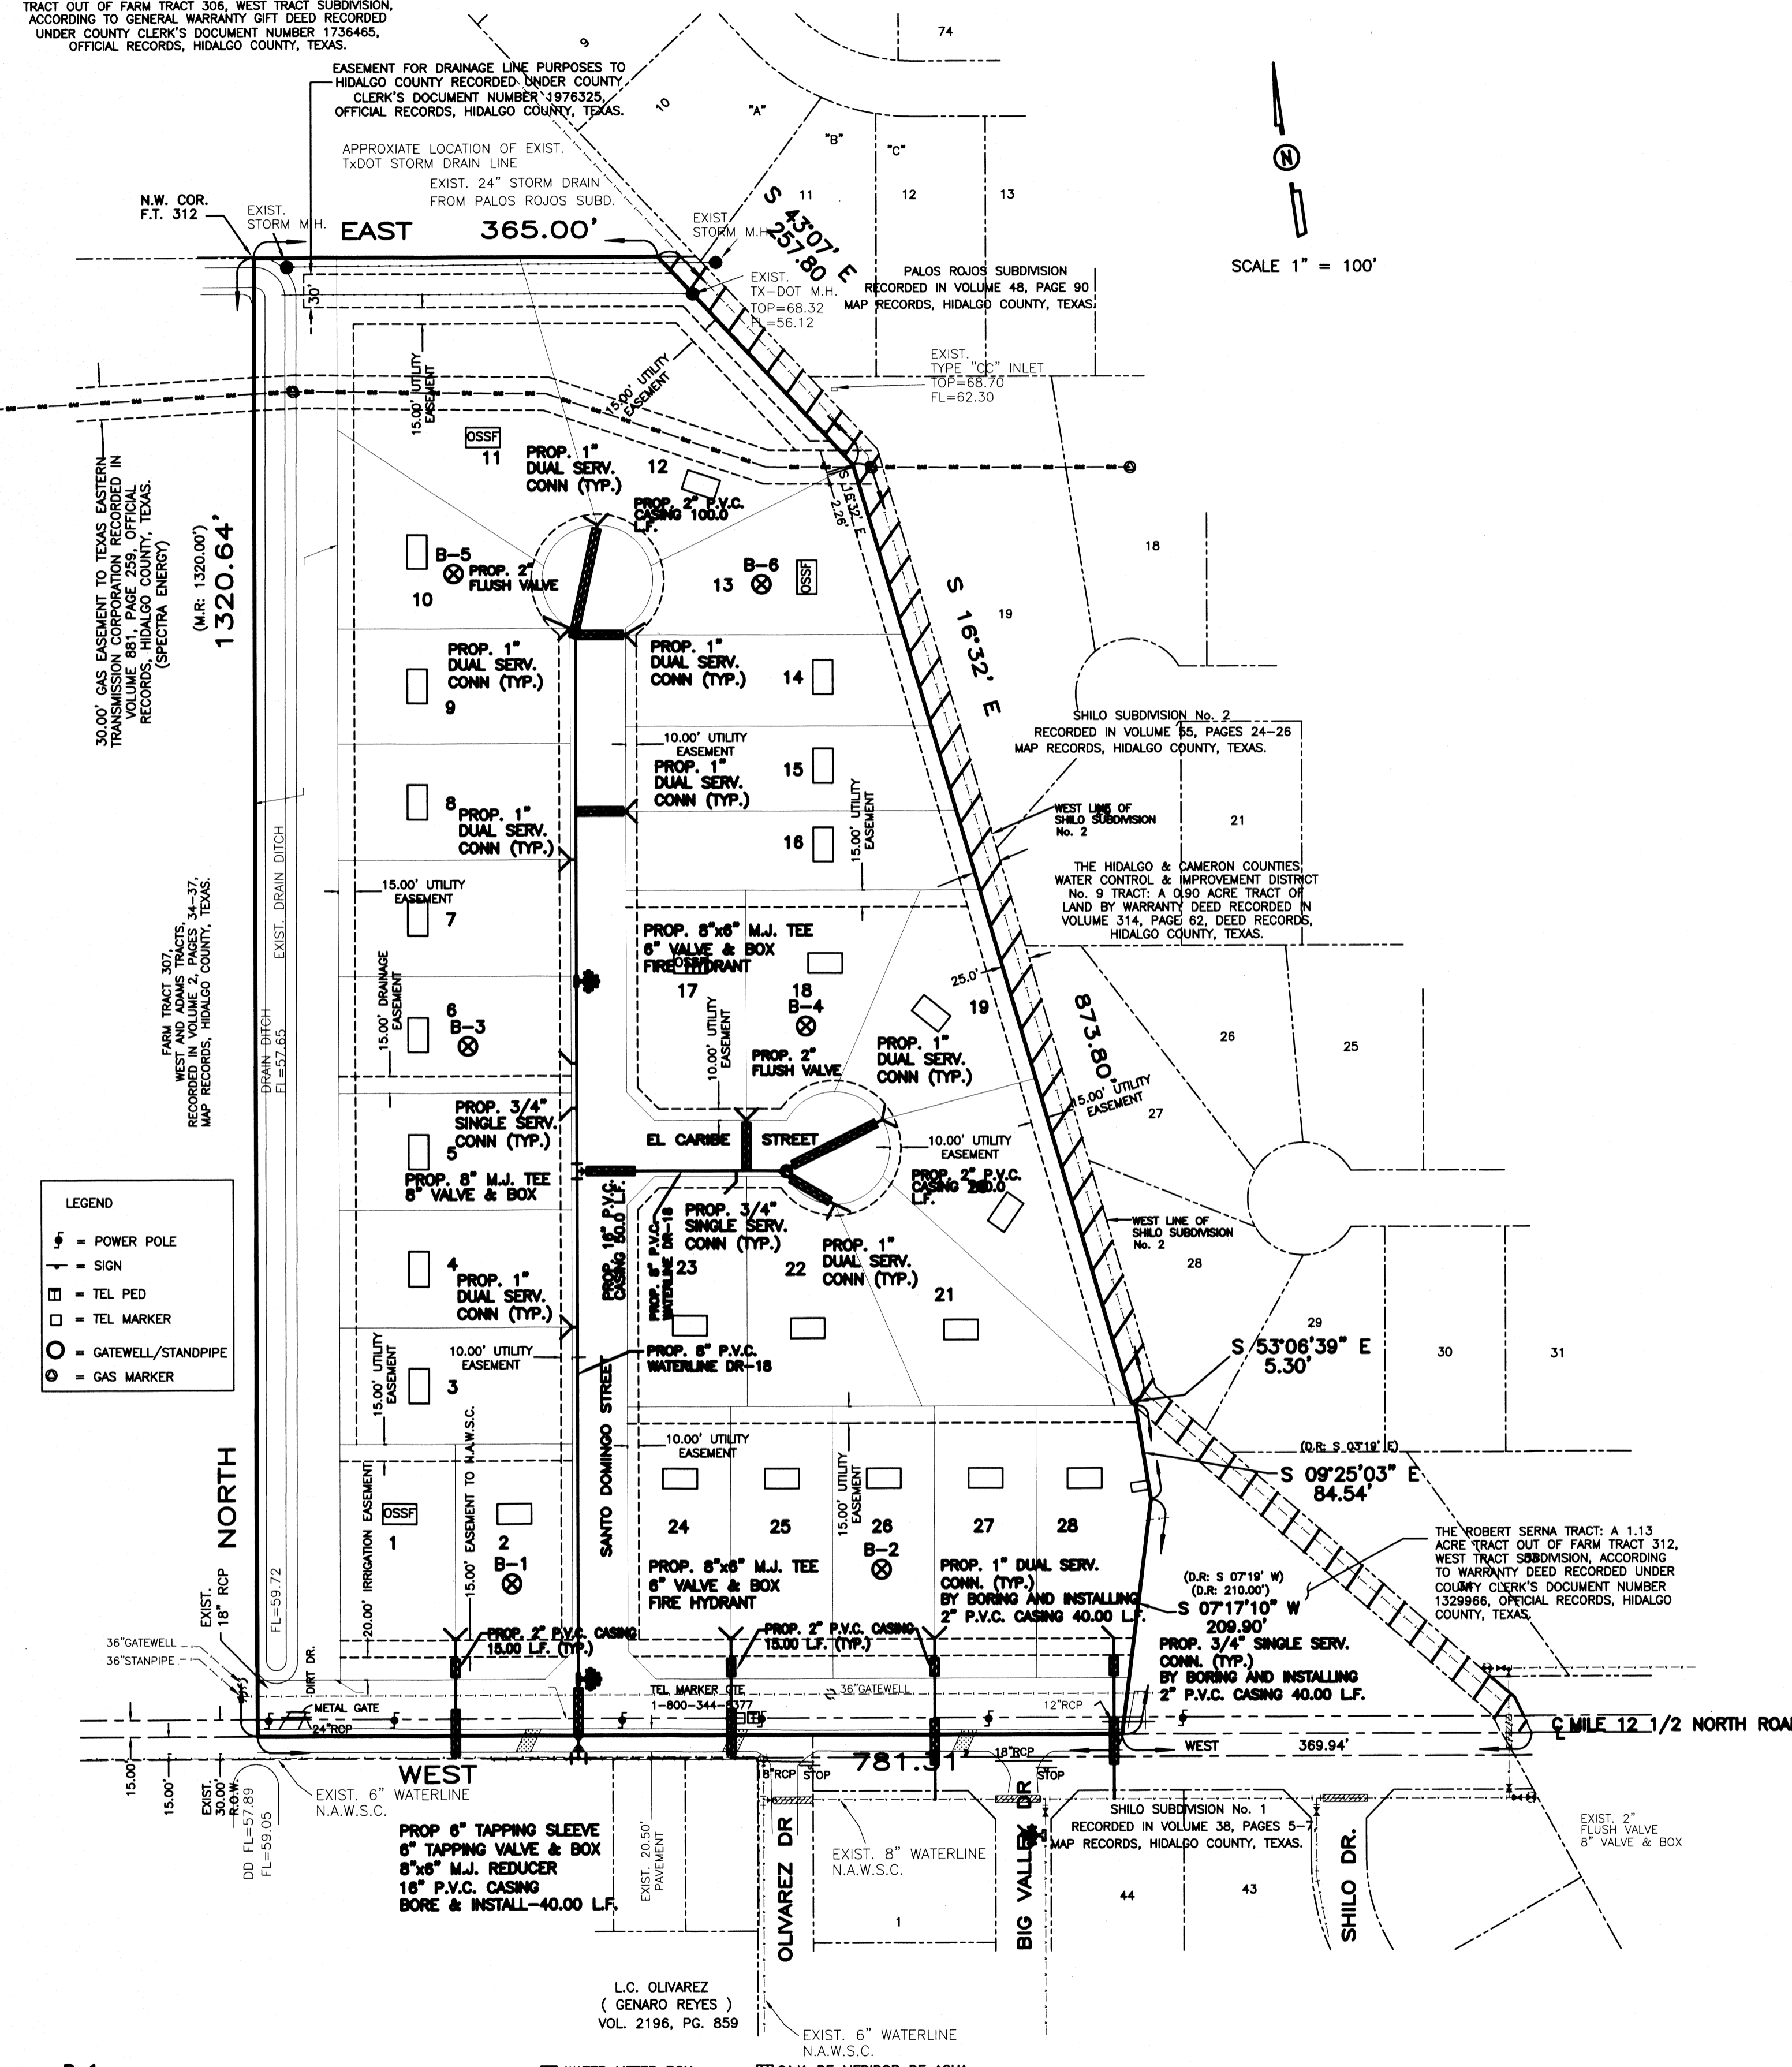 TRACT OUT OF FARM TRACT 306, WEST TRACT SUBDIVISION,
ACCORDING TO GENERAL WARRANTY GIFT DEED RECORDED
UNDER COUNTY CLERK'S DOCUMENT NUMBER 1736465,
OFFICIAL RECORDS, HIDALGO COUNTY, TEXAS.
EASEMENT FOR DRAINAGE LINE PURPOSES TO
HIDALGO COUNTY RECORDED UNDER COUNTY
CLERK'S DOCUMENT NUMBER 1976325,
OFFICIAL RECORDS, HIDALGO COUNTY, TEXAS.
APPROXIATE LOCATION OF EXIST.
TxDOT STORM DRAIN LINE
EXIST. 24" STORM DRAIN
FROM PALOS ROJOS SUBD.
N.W. COR.
F.T. 312
EXIST.
STORM M.H.
EAST 365.00'
EXIST.
STORM M.H.
S 43°07' E
257.80
9
10
"A"
"B"
"C"
74
11
12
13
SCALE 1" = 100'
N
PALOS ROJOS SUBDIVISION
RECORDED IN VOLUME 48, PAGE 90
MAP RECORDS, HIDALGO COUNTY, TEXAS
EXIST.
TX-DOT M.H.
TOP=68.32
FL=56.12
EXIST.
TYPE "CC" INLET
TOP=68.70
FL=62.30
30'
15.00' UTILITY
EASEMENT
15.00' UTILITY
EASEMENT
30.00' GAS EASEMENT TO TEXAS EASTERN
TRANSMISSION CORPORATION RECORDED IN
VOLUME 881, PAGE 259, OFFICIAL
RECORDS, HIDALGO COUNTY, TEXAS.
(SPECTRA ENERGY)
(M.R: 1320.00')
1320.64'
OSSF
11
PROP. 1"
DUAL SERV.
CONN (TYP.)
12
PROP. 2" P.V.C.
CASING 100.0
L.F.
S 16°32' E
2.26'
B-5
10
PROP. 2"
FLUSH VALVE
13
B-6
OSSF
18
19
S 16°32' E
PROP. 1"
DUAL SERV.
CONN (TYP.)
9
PROP. 1"
DUAL SERV.
CONN (TYP.)
14
10.00' UTILITY
EASEMENT
PROP. 1"
DUAL SERV.
CONN (TYP.)
15
8
PROP. 1"
DUAL SERV.
CONN (TYP.)
16
15.00' UTILITY
EASEMENT
SHILO SUBDIVISION No. 2
RECORDED IN VOLUME 55, PAGES 24-26
MAP RECORDS, HIDALGO COUNTY, TEXAS.
WEST LINE OF
SHILO SUBDIVISION
No. 2
21
THE HIDALGO & CAMERON COUNTIES
WATER CONTROL & IMPROVEMENT DISTRICT
No. 9 TRACT: A 0.90 ACRE TRACT OF
LAND BY WARRANTY DEED RECORDED IN
VOLUME 314, PAGE 62, DEED RECORDS,
HIDALGO COUNTY, TEXAS.
EXIST. DRAIN DITCH
DRAIN DITCH
FL=57.65
FARM TRACT 307,
WEST AND ADAMS TRACTS,
RECORDED IN VOLUME 2, PAGES 34-37,
MAP RECORDS, HIDALGO COUNTY, TEXAS.
15.00' UTILITY
EASEMENT
7
PROP. 8"x6" M.J. TEE
6" VALVE & BOX
FIRE HYDRANT
OSSF
17
18
B-4
19
25.0'
15.00' DRAINAGE
EASEMENT
6
B-3
10.00' UTILITY
EASEMENT
PROP. 2"
FLUSH VALVE
PROP. 1"
DUAL SERV.
CONN (TYP.)
873.80'
26
25
15.00' UTILITY
EASEMENT
27
PROP. 3/4"
SINGLE SERV.
CONN (TYP.)
5
PROP. 8" M.J. TEE
8" VALVE & BOX
EL CARIBE STREET
10.00' UTILITY
EASEMENT
PROP. 2" P.V.C.
CASING
L.F.
PROP. 16" P.V.C.
CASING 50.0 L.F.
PROP. 8" P.V.C.
WATERLINE DR-18
PROP. 3/4"
SINGLE SERV.
CONN (TYP.)
23
22
PROP. 1"
DUAL SERV.
CONN (TYP.)
21
WEST LINE OF
SHILO SUBDIVISION
No. 2
28
29
30
31
LEGEND
= POWER POLE
= SIGN
= TEL PED
= TEL MARKER
= GATEWELL/STANDPIPE
= GAS MARKER
4
PROP. 1"
DUAL SERV.
CONN (TYP.)
10.00' UTILITY
EASEMENT
PROP. 8" P.V.C.
WATERLINE DR-18
15.00' UTILITY
EASEMENT
3
S 53°06'39" E
5.30'
SANTO DOMINGO STREET
10.00' UTILITY
EASEMENT
15.00' UTILITY
EASEMENT
(D.R: S 03°19' E)
S 09°25'03" E
84.54'
NORTH
EXIST.
18" RCP
FL=59.72
20.00' IRRIGATION EASEMENT
OSSF
1
15.00' EASEMENT TO N.A.W.S.C.
2
B-1
24
25
26
B-2
27
28
PROP. 8"x6" M.J. TEE
6" VALVE & BOX
FIRE HYDRANT
PROP. 1" DUAL SERV.
CONN. (TYP.)
BY BORING AND INSTALLING
2" P.V.C. CASING 40.00 L.F.
(D.R: S 07°19' W)
(D.R: 210.00')
S 07°17'10" W
209.90'
PROP. 3/4" SINGLE SERV.
CONN. (TYP.)
BY BORING AND INSTALLING
2" P.V.C. CASING 40.00 L.F.
THE ROBERT SERNA TRACT: A 1.13
ACRE TRACT OUT OF FARM TRACT 312,
WEST TRACT SUBDIVISION, ACCORDING
TO WARRANTY DEED RECORDED UNDER
COUNTY CLERK'S DOCUMENT NUMBER
1329966, OFFICIAL RECORDS, HIDALGO
COUNTY, TEXAS.
36"GATEWELL
36"STANPIPE
DIRT DR.
PROP. 2" P.V.C. CASING
15.00 L.F. (TYP.)
PROP. 2" P.V.C. CASING
15.00 L.F. (TYP.)
METAL GATE
24"RCP
TEL MARKER GTE
1-800-344-8377
36"GATEWELL
12"RCP
MILE 12 1/2 NORTH ROAD
WEST 369.94'
15.00'
15.00'
EXIST.
30.00'
R.O.W.
DD FL=57.89
FL=59.05
WEST 781.31
18"RCP
STOP
18"RCP
STOP
EXIST. 6" WATERLINE
N.A.W.S.C.
PROP 6" TAPPING SLEEVE
6" TAPPING VALVE & BOX
8"x6" M.J. REDUCER
16" P.V.C. CASING
BORE & INSTALL-40.00 L.F.
EXIST. 20.50'
PAVEMENT
OLIVAREZ DR
EXIST. 8" WATERLINE
N.A.W.S.C.
1
BIG VALLEY DR
SHILO SUBDIVISION No. 1
RECORDED IN VOLUME 38, PAGES 5-7,
MAP RECORDS, HIDALGO COUNTY, TEXAS.
44
43
SHILO DR.
EXIST. 2"
FLUSH VALVE
8" VALVE & BOX
L.C. OLIVAREZ
( GENARO REYES )
VOL. 2196, PG. 859
EXIST. 6" WATERLINE
N.A.W.S.C.